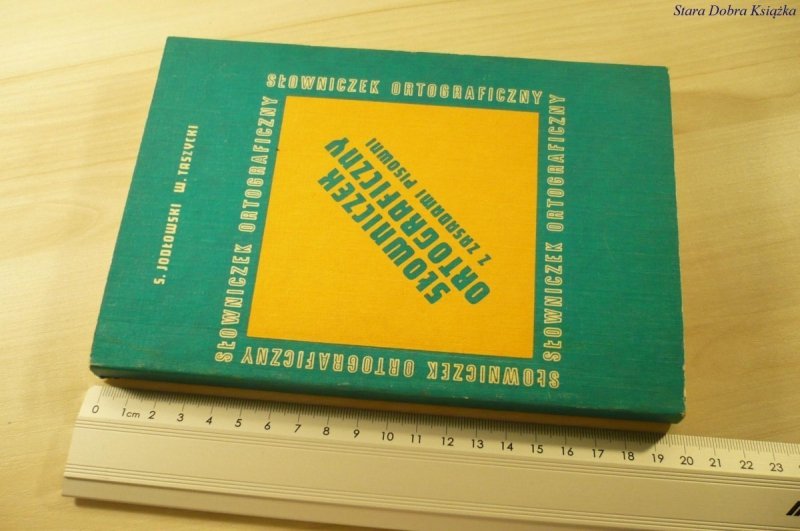 Stara Dobra Książka
S. JODŁOWSKI W. TASZYCKI
SŁOWNICZEK ORTOGRAFICZNY
SŁOWNICZEK ORTOGRAFICZNY
SŁOWNICZEK ORTOGRAFICZNY
SŁOWNICZEK ORTOGRAFICZNY
SŁOWNICZEK
ORTOGRAFICZNY
Z ZASADAMI PISOWNI
0 1cm 2 3 4 5 6 7 8 9 10 11 12 13 14 15 16 17 18 19 20 21 22 23